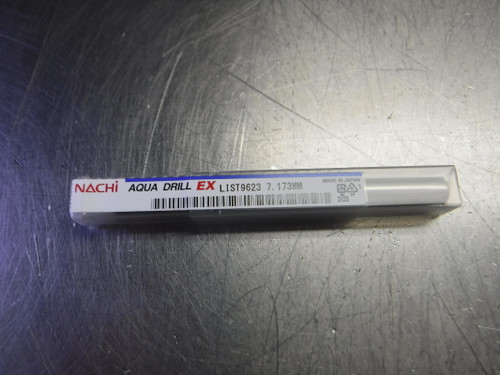 NACHI AQUA DRILL EX LIST9623 7.173MM
MADE IN JAPAN